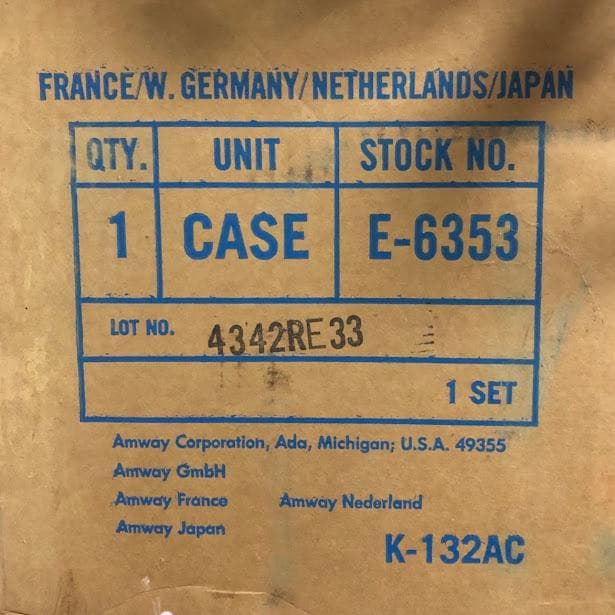 FRANCE/W. GERMANY/NETHERLANDS/JAPAN
QTY. UNIT STOCK NO.
1 CASE E-6353
LOT NO. 4342RE33
1 SET
Amway Corporation, Ada, Michigan; U.S.A. 49355
Amway GmbH
Amway France Amway Nederland
Amway Japan
K-132AC